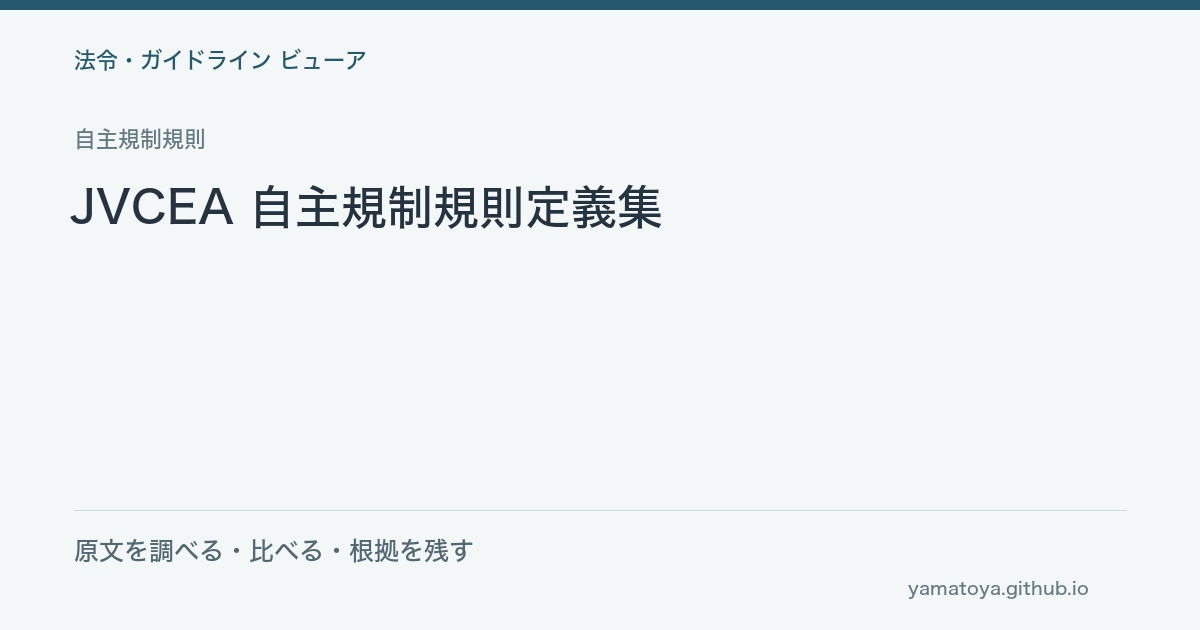 法令・ガイドライン ビューア
自主規制規則
JVCEA 自主規制規則定義集
原文を調べる・比べる・根拠を残す
yamatoya.github.io